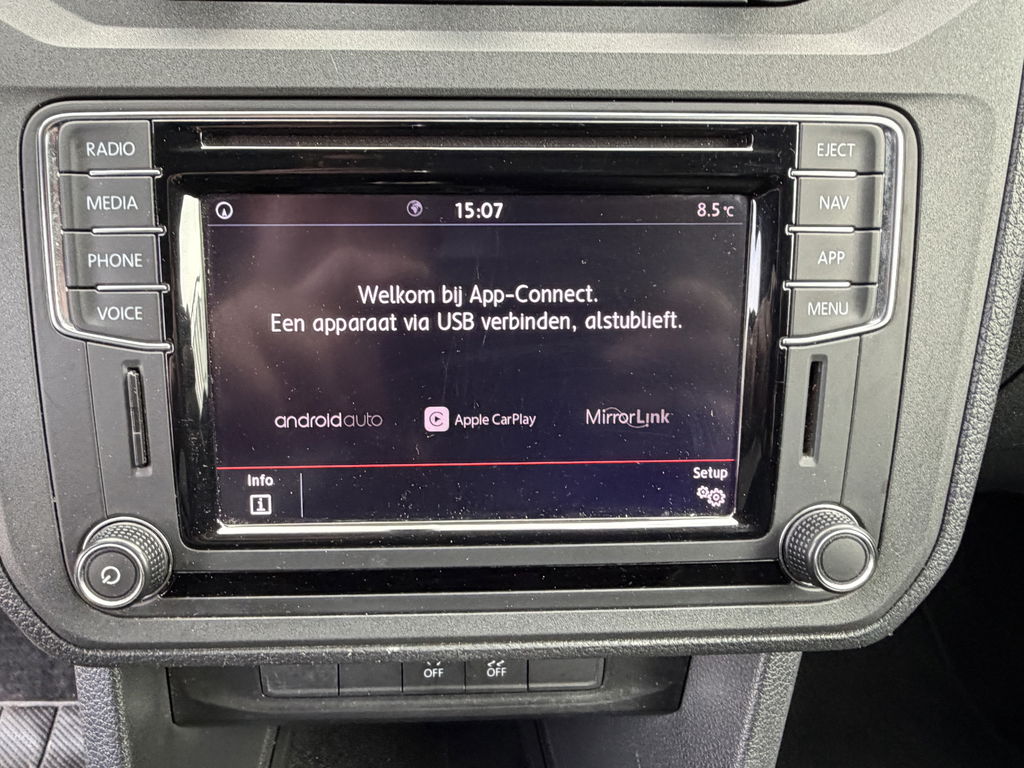 RADIO
MEDIA
PHONE
VOICE
EJECT
NAV
APP
MENU
15:07
8.5 °C
Welkom bij App-Connect.
Een apparaat via USB verbinden, alstublieft.
androidauto
Apple CarPlay
MirrorLink
Info
i
Setup
OFF
OFF